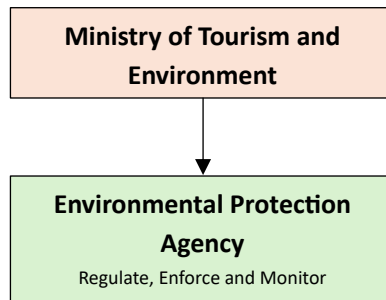 Ministry of Tourism and
Environment
Environmental Protection
Agency
Regulate, Enforce and Monitor